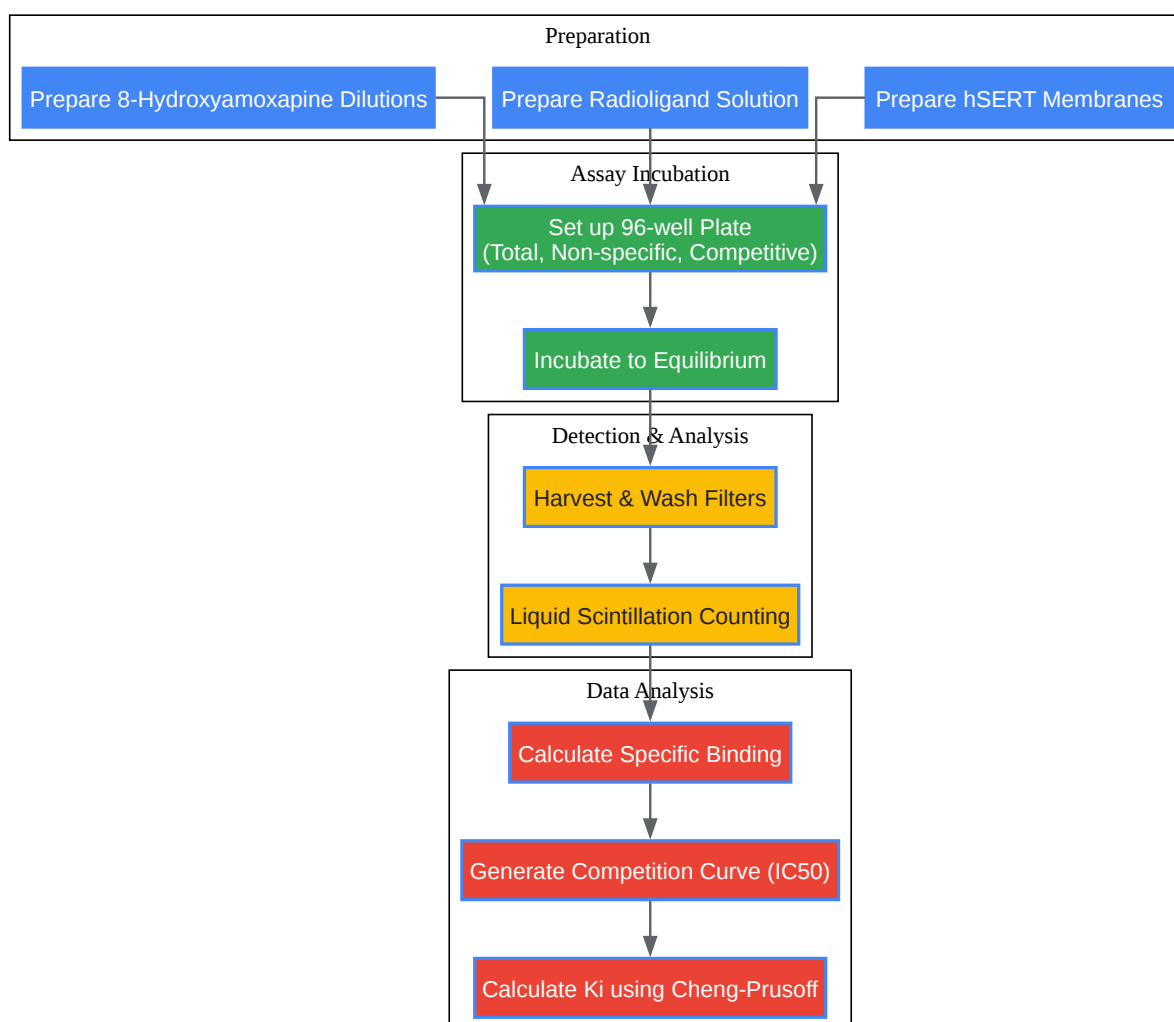 Preparation
Prepare 8-Hydroxyamoxapine Dilutions
Prepare Radioligand Solution
Prepare hSERT Membranes
Assay Incubation
Set up 96-well Plate
(Total, Non-specific, Competitive)
Incubate to Equilibrium
Detection & Analysis
Harvest & Wash Filters
Liquid Scintillation Counting
Data Analysis
Calculate Specific Binding
Generate Competition Curve (IC50)
Calculate Ki using Cheng-Prusoff